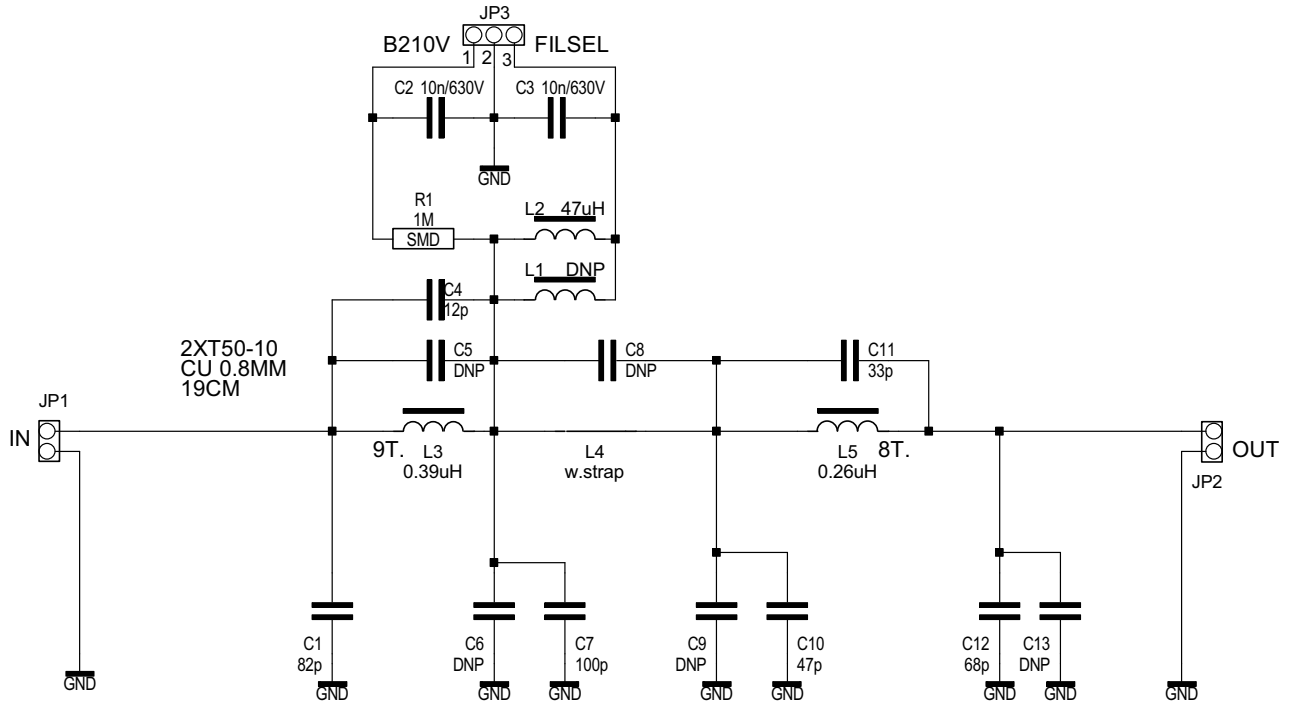 JP3
B210V
FILSEL
1 2 3
C2 10n/630V
C3 10n/630V
GND
R1
1M
SMD
L2 47uH
L1 DNP
C4
12p
2XT50-10
CU 0.8MM
19CM
C5
DNP
C8
DNP
C11
33p
JP1
IN
9T.
L3
0.39uH
L4
w.strap
L5
0.26uH
8T.
OUT
JP2
C1
82p
GND
C6
DNP
GND
C7
100p
GND
C9
DNP
GND
C10
47p
GND
C12
68p
GND
C13
DNP
GND
GND
GND